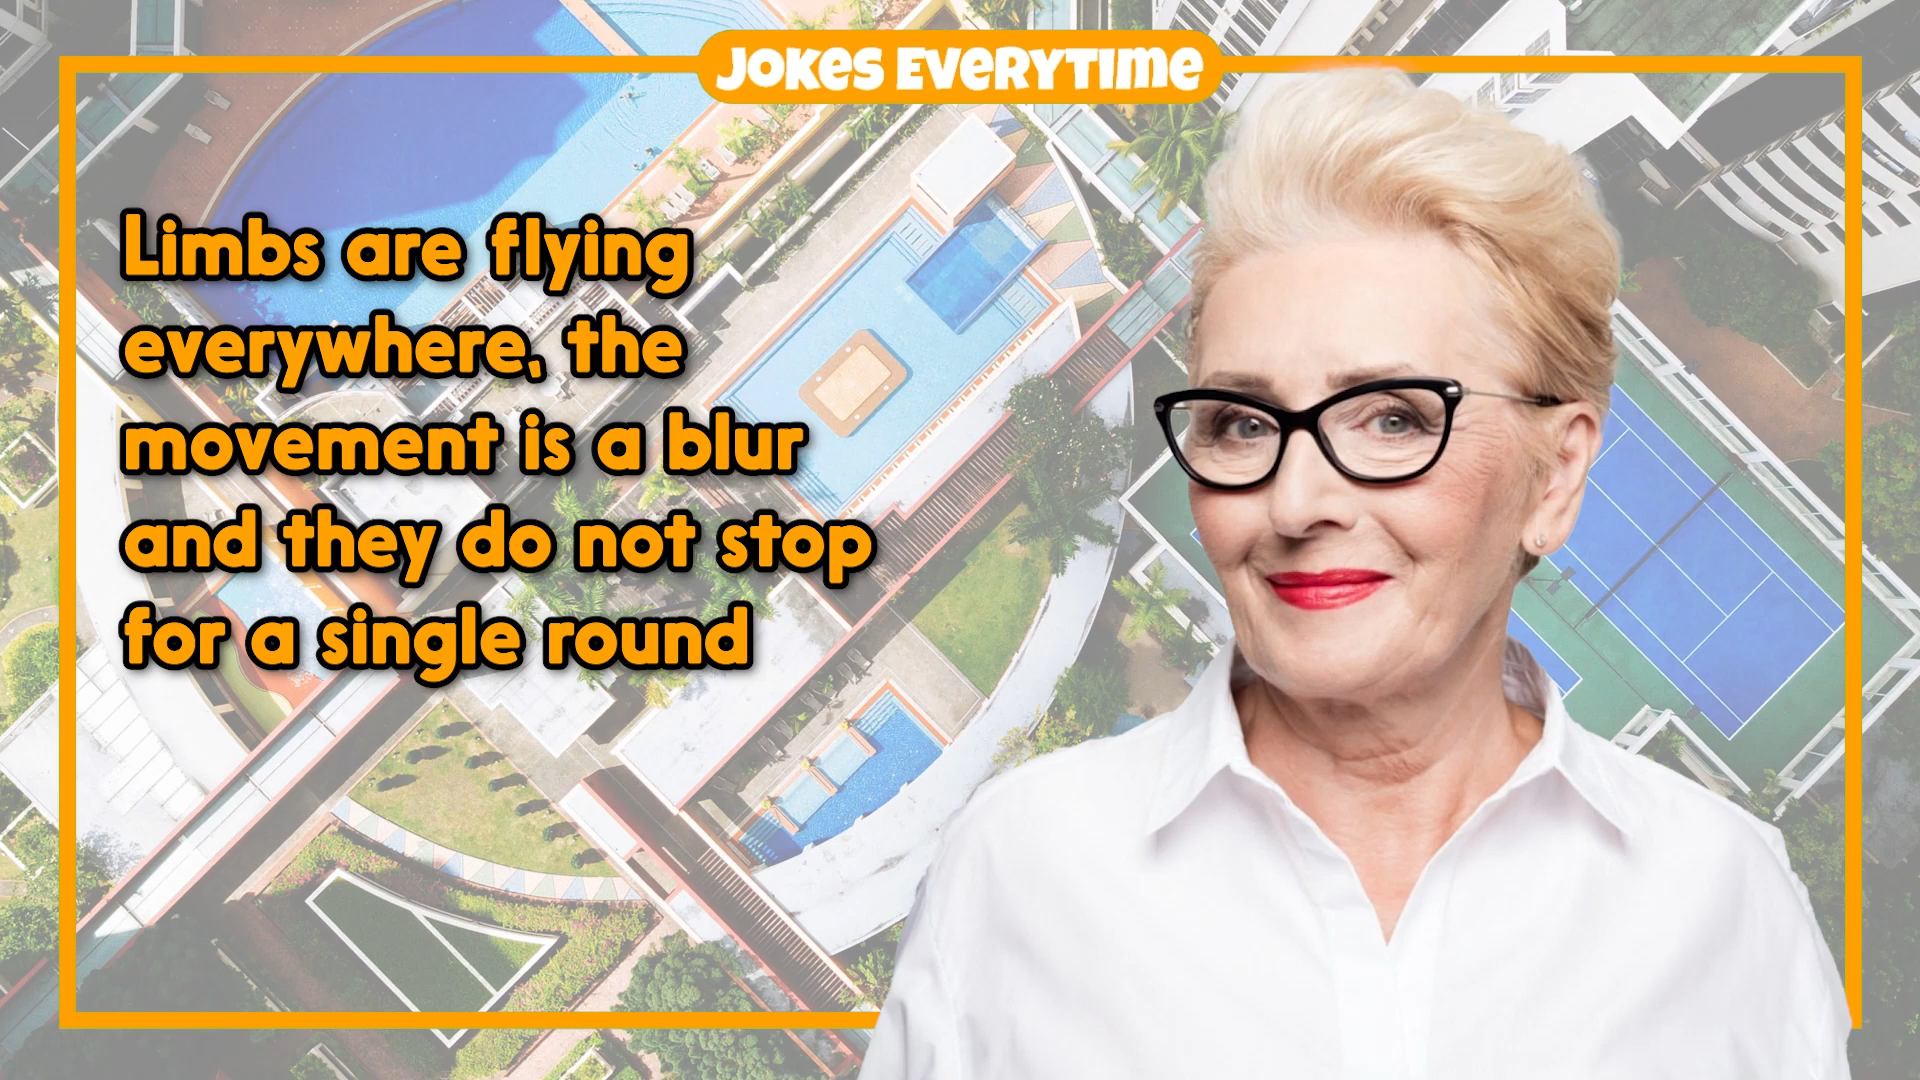 JOKES EVERYTIME
Limbs are flying
everywhere, the
movement is a blur
and they do not stop
for a single round